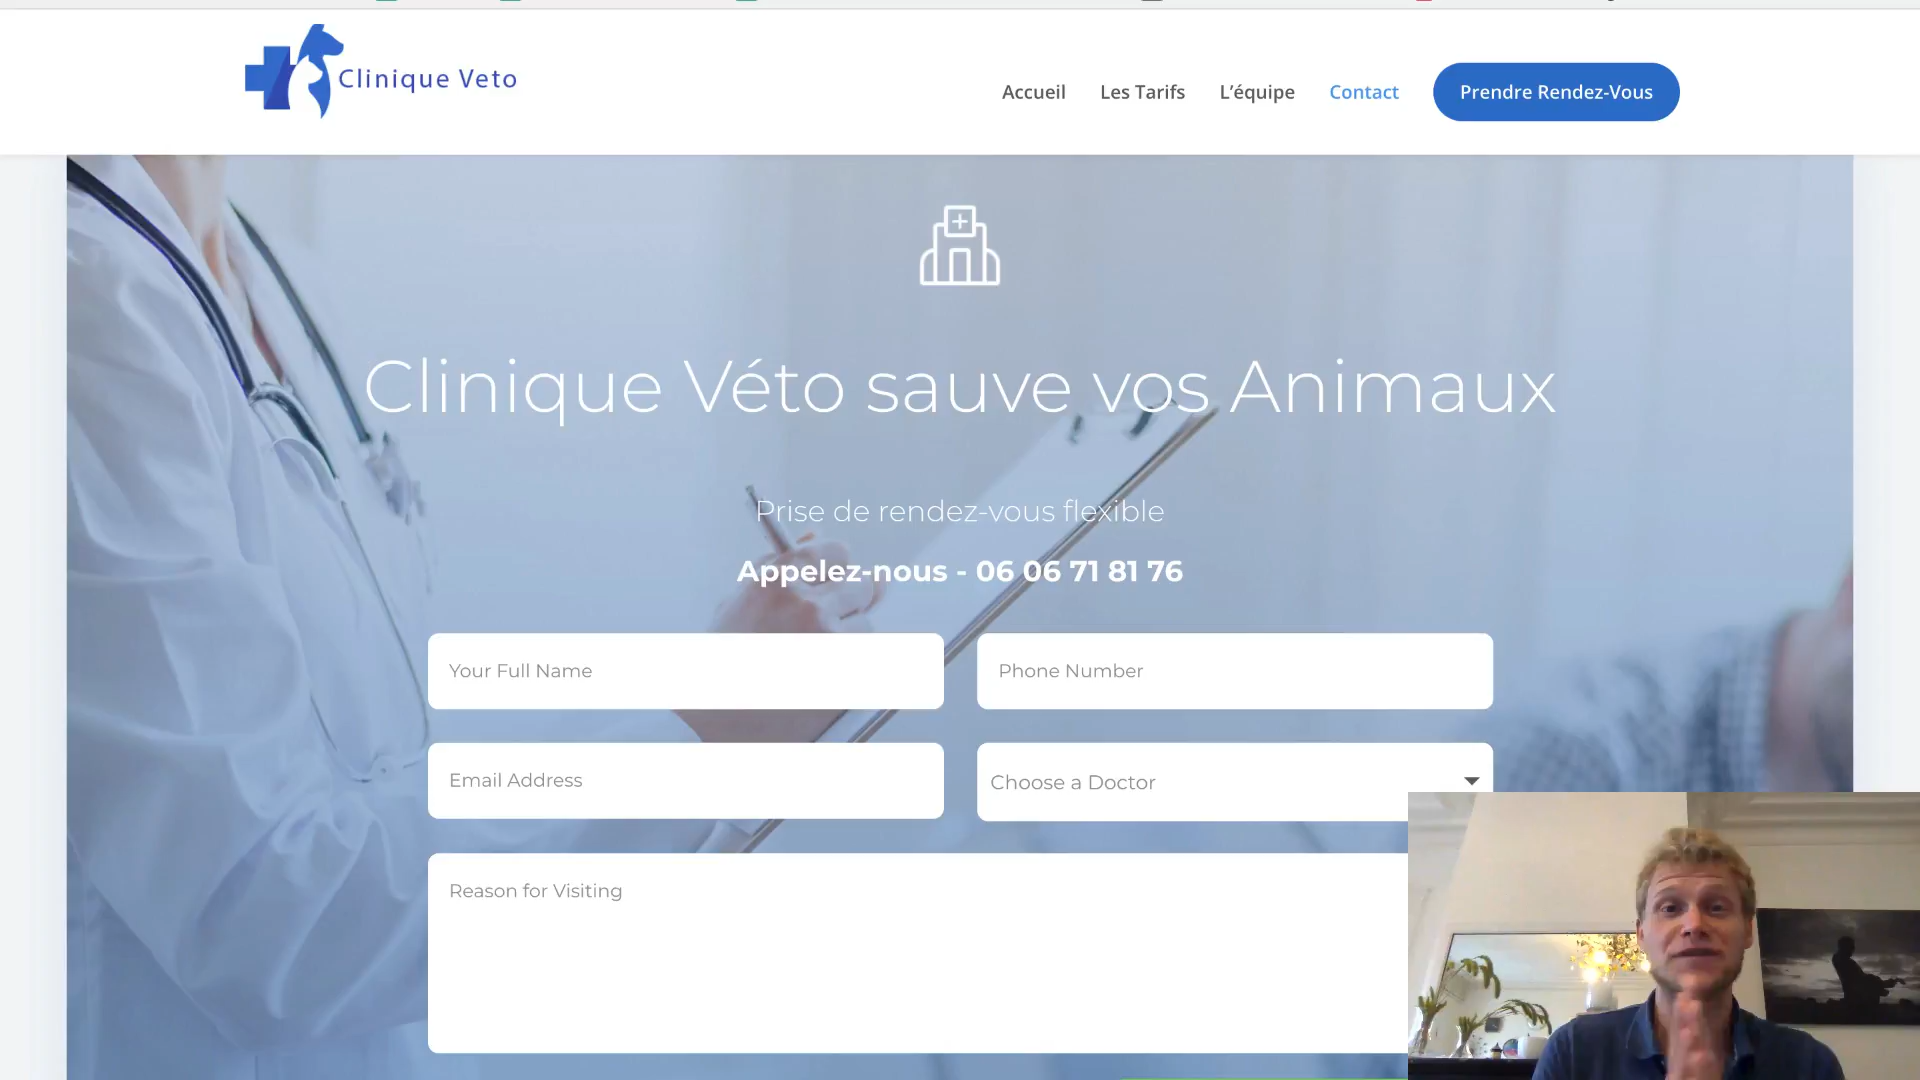 Clinique Veto
Accueil
Les Tarifs
L’équipe
Contact
Prendre Rendez-Vous
Clinique Véto sauve vos Animaux
Prise de rendez-vous flexible
Appelez-nous - 06 06 71 81 76
Your Full Name
Phone Number
Email Address
Choose a Doctor
Reason for Visiting